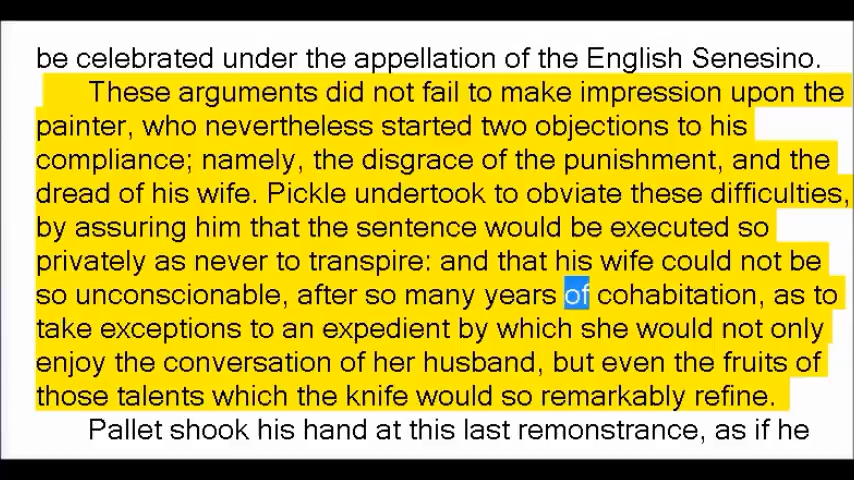 be celebrated under the appellation of the English Senesino.
These arguments did not fail to make impression upon the
painter, who nevertheless started two objections to his
compliance; namely, the disgrace of the punishment, and the
dread of his wife. Pickle undertook to obviate these difficulties,
by assuring him that the sentence would be executed so
privately as never to transpire: and that his wife could not be
so unconscionable, after so many years of cohabitation, as to
take exceptions to an expedient by which she would not only
enjoy the conversation of her husband, but even the fruits of
those talents which the knife would so remarkably refine.
Pallet shook his hand at this last remonstrance, as if he